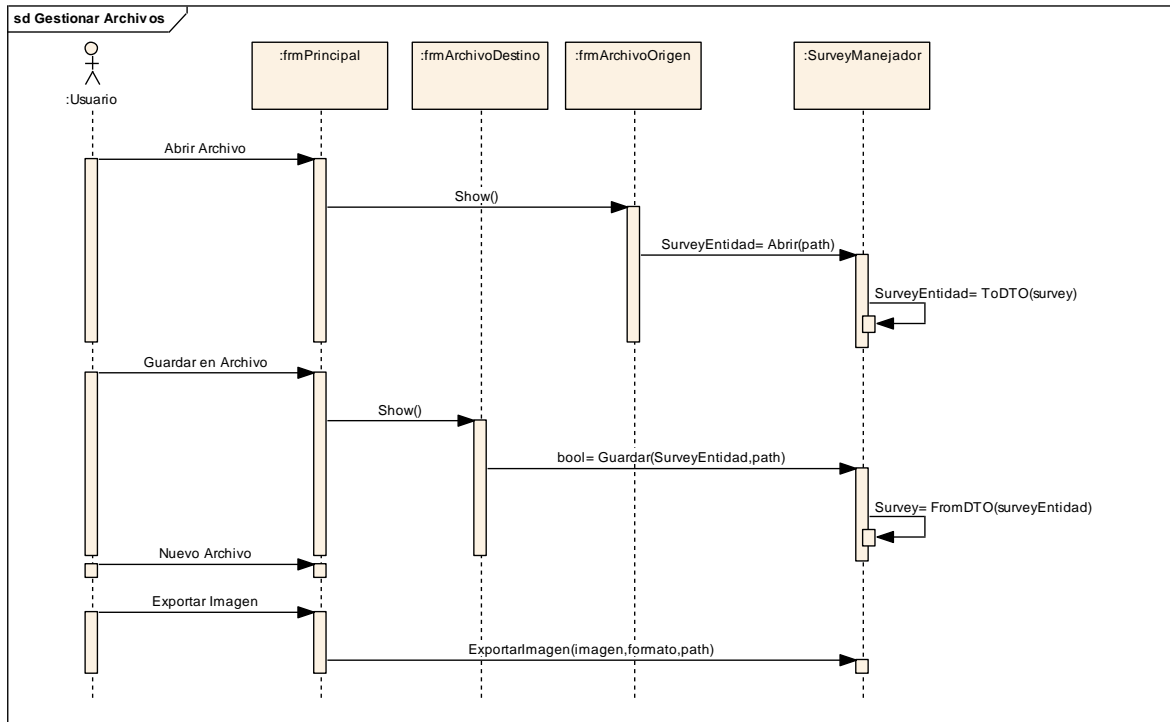 sd Gestionar Archivos
:Usuario
:frmPrincipal
:frmArchivoDestino
:frmArchivoOrigen
:SurveyManejador
Abrir Archivo
Show()
SurveyEntidad= Abrir(path)
SurveyEntidad= ToDTO(survey)
Guardar en Archivo
Show()
bool= Guardar(SurveyEntidad,path)
Survey= FromDTO(surveyEntidad)
Nuevo Archivo
Exportar Imagen
ExportarImagen(imagen,formato,path)